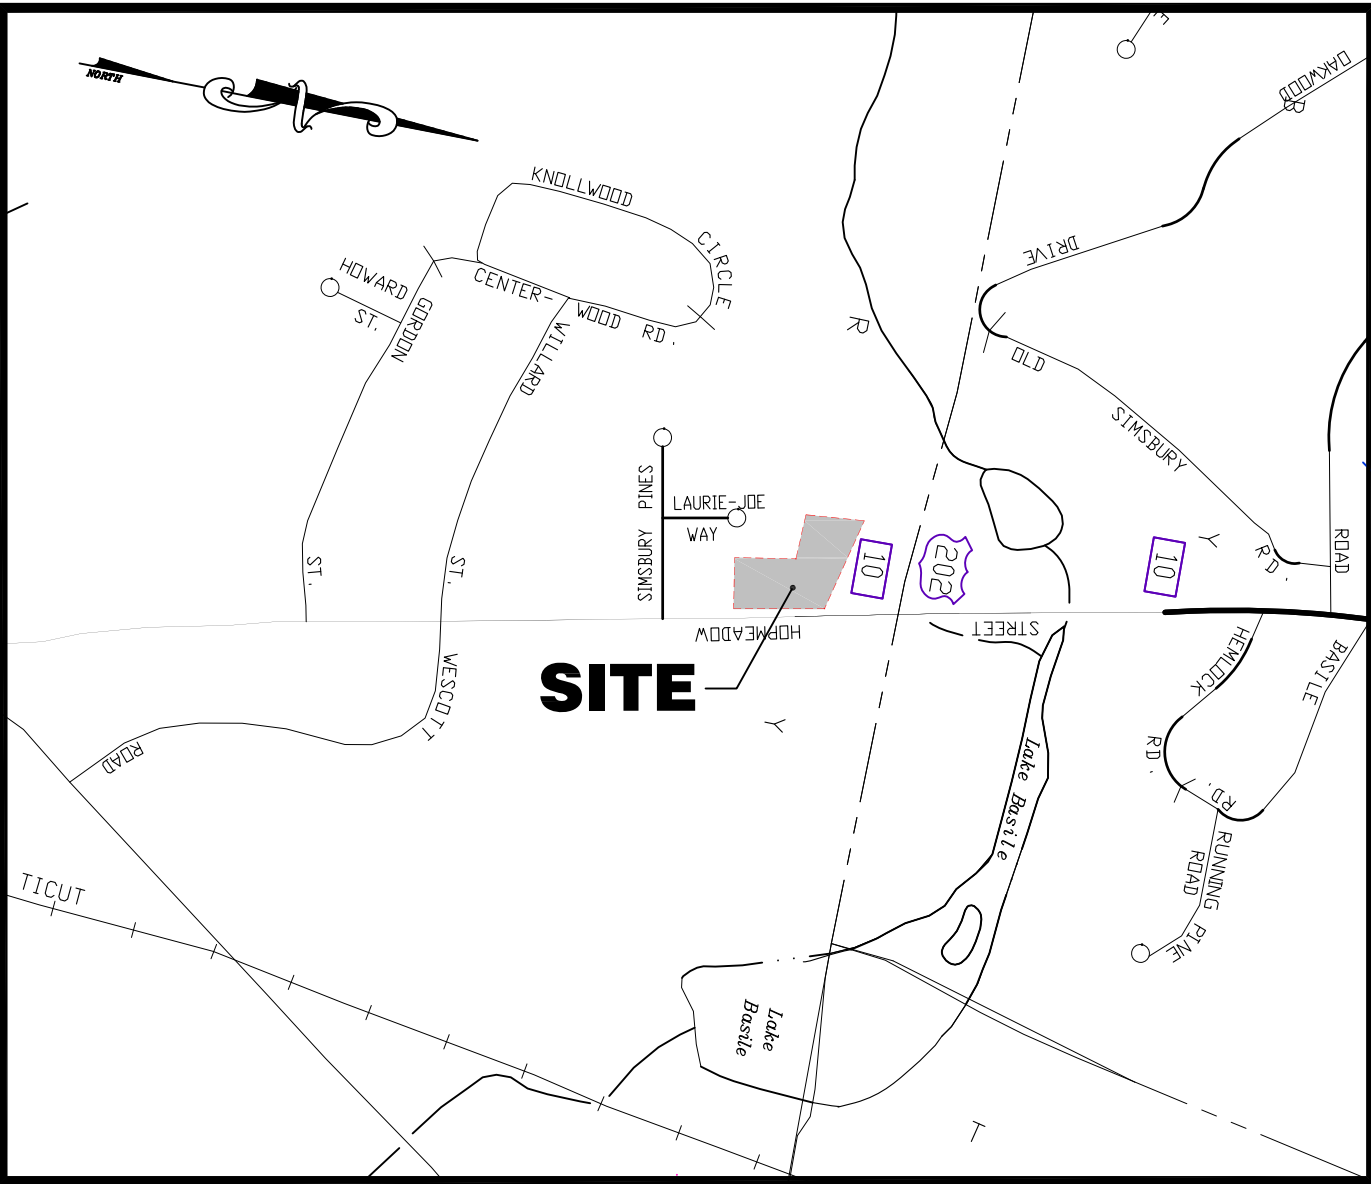 NORTH
OAKWOOD
KNOLLWOOD
CIRCLE
DRIVE
HOWARD
ST.
CENTER-
WOOD RD.
GORDON
WILLARD
R
OLD
SIMSBURY
RD.
ROAD
SIMSBURY PINES
LAURIE-JOE
WAY
10
202
10
Y
ST.
ST.
HOPMEADOW
STREET
SITE
HEMLOCK
RD.
BASILE
RD.
WESCOTT
ROAD
Y
Lake Basile
RUNNING
ROAD
PINE
TICUT
Lake
Basile
T